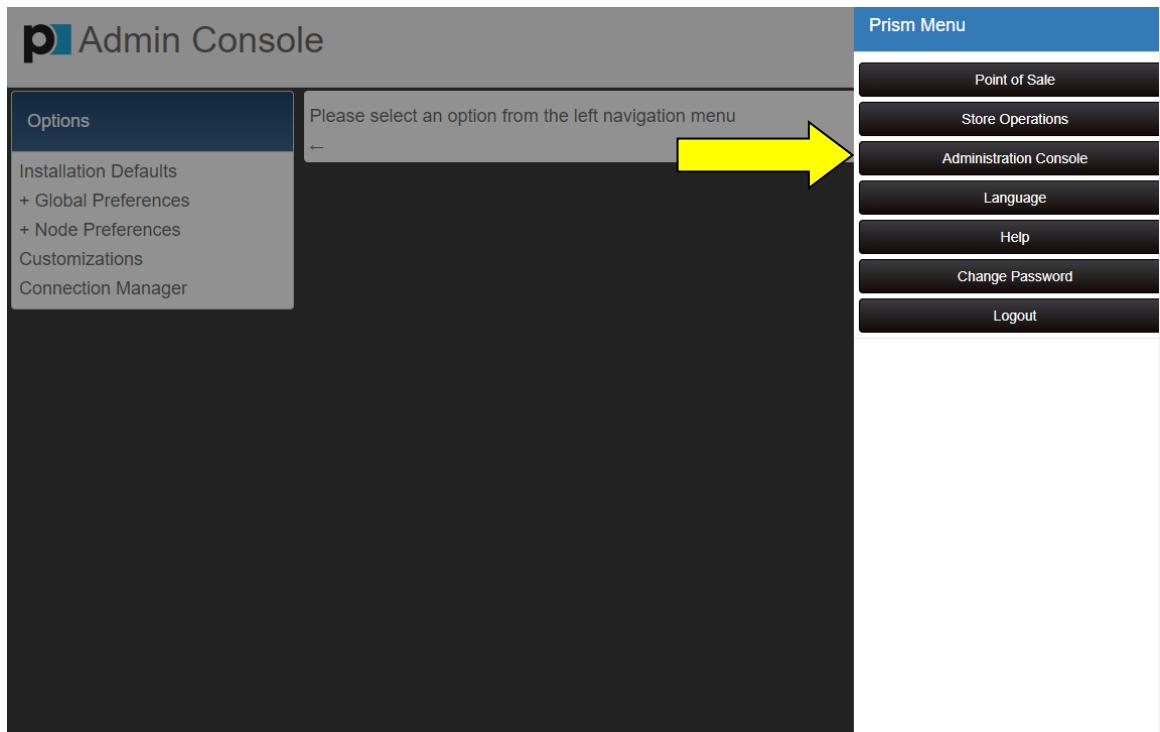 Admin Console
Options
Installation Defaults
+ Global Preferences
+ Node Preferences
Customizations
Connection Manager
Please select an option from the left navigation menu
←
Prism Menu
Point of Sale
Store Operations
Administration Console
Language
Help
Change Password
Logout